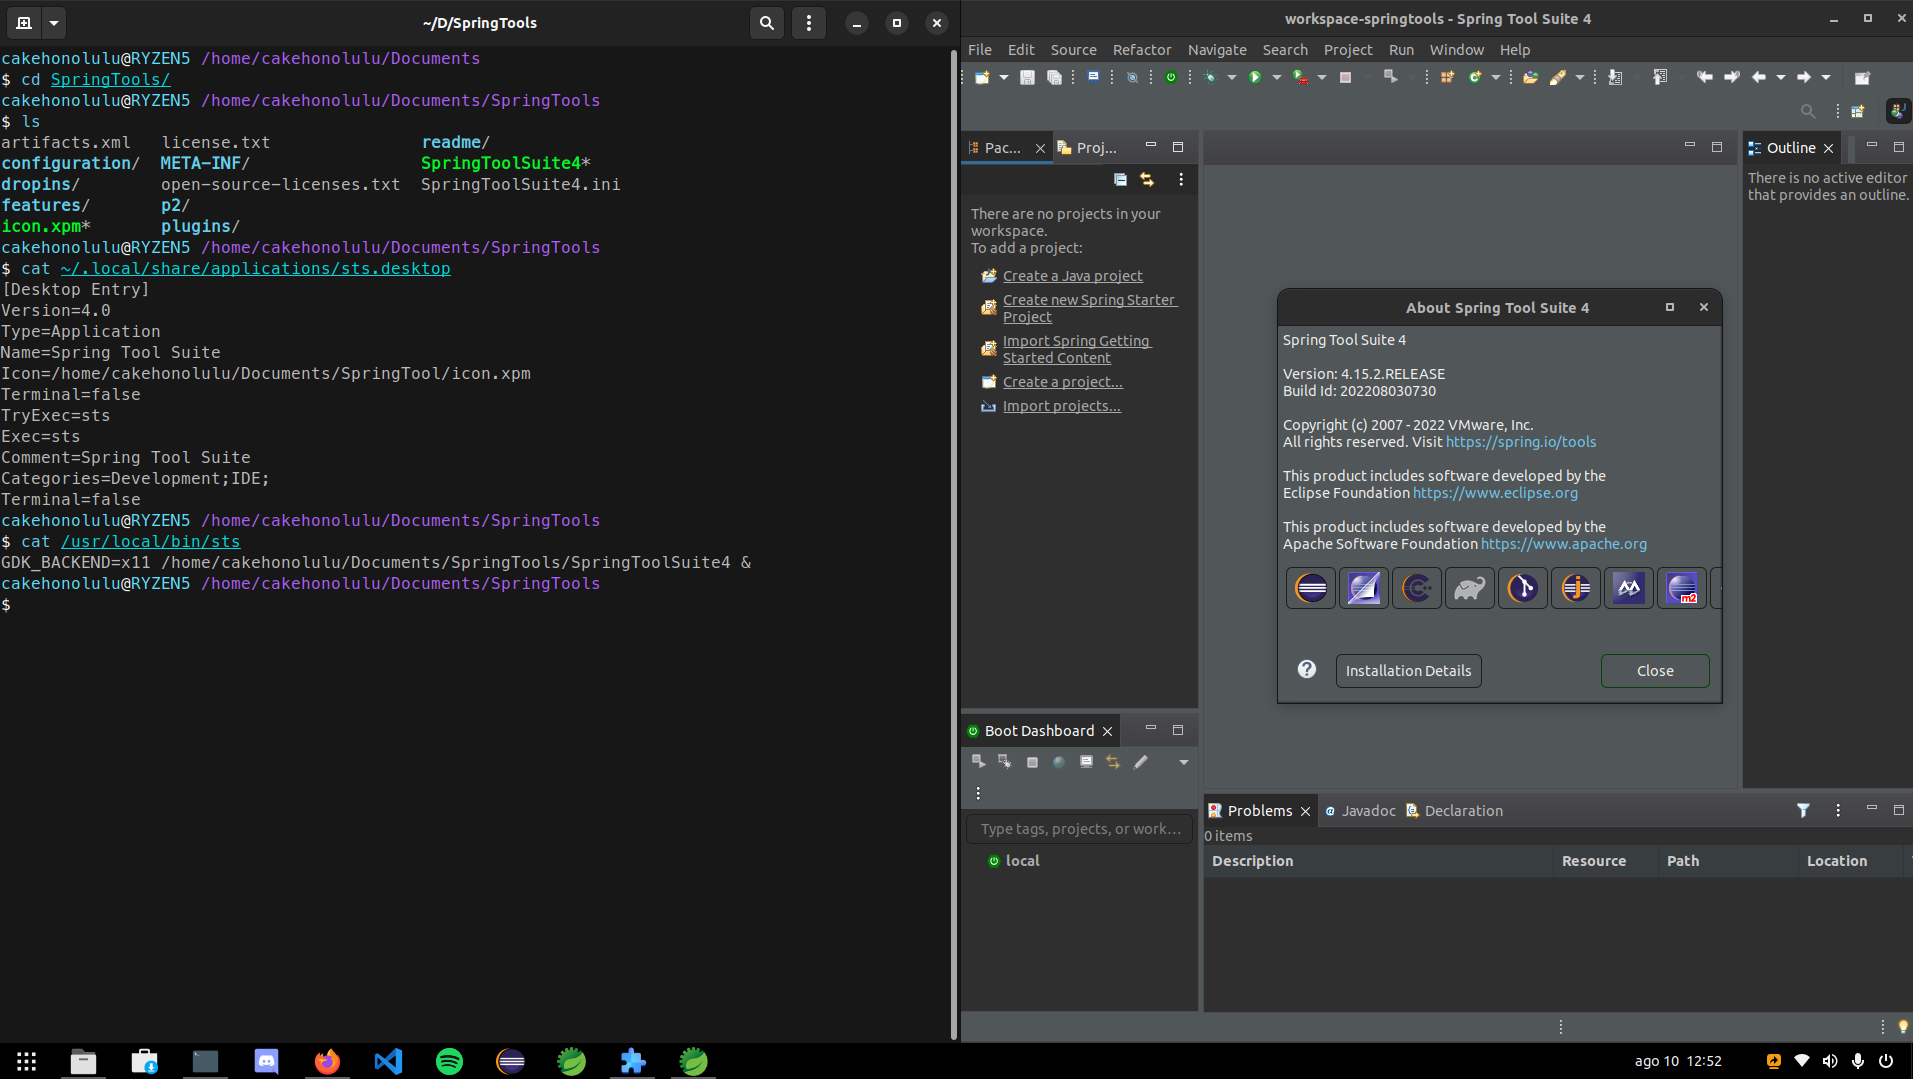 ~/D/SpringTools
cakehonolulu@RYZEN5 /home/cakehonolulu/Documents
$ cd SpringTools/
cakehonolulu@RYZEN5 /home/cakehonolulu/Documents/SpringTools
$ ls
artifacts.xml   license.txt               readme/
configuration/  META-INF/                 SpringToolSuite4*
dropins/        open-source-licenses.txt  SpringToolSuite4.ini
features/       p2/
icon.xpm*       plugins/
cakehonolulu@RYZEN5 /home/cakehonolulu/Documents/SpringTools
$ cat ~/.local/share/applications/sts.desktop
[Desktop Entry]
Version=4.0
Type=Application
Name=Spring Tool Suite
Icon=/home/cakehonolulu/Documents/SpringTool/icon.xpm
Terminal=false
TryExec=sts
Exec=sts
Comment=Spring Tool Suite
Categories=Development;IDE;
Terminal=false
cakehonolulu@RYZEN5 /home/cakehonolulu/Documents/SpringTools
$ cat /usr/local/bin/sts
GDK_BACKEND=x11 /home/cakehonolulu/Documents/SpringTools/SpringToolSuite4 &
cakehonolulu@RYZEN5 /home/cakehonolulu/Documents/SpringTools
$
workspace-springtools - Spring Tool Suite 4
File Edit Source Refactor Navigate Search Project Run Window Help
Pac... Proj...
There are no projects in your
workspace.
To add a project:
Create a Java project
Create new Spring Starter
Project
Import Spring Getting
Started Content
Create a project...
Import projects...
Outline
There is no active editor
that provides an outline.
About Spring Tool Suite 4
Spring Tool Suite 4
Version: 4.15.2.RELEASE
Build Id: 202208030730
Copyright (c) 2007 - 2022 VMware, Inc.
All rights reserved. Visit https://spring.io/tools
This product includes software developed by the
Eclipse Foundation https://www.eclipse.org
This product includes software developed by the
Apache Software Foundation https://www.apache.org
m2
Installation Details Close
Boot Dashboard
Type tags, projects, or work...
local
Problems Javadoc Declaration
0 items
Description Resource Path Location
ago 10 12:52